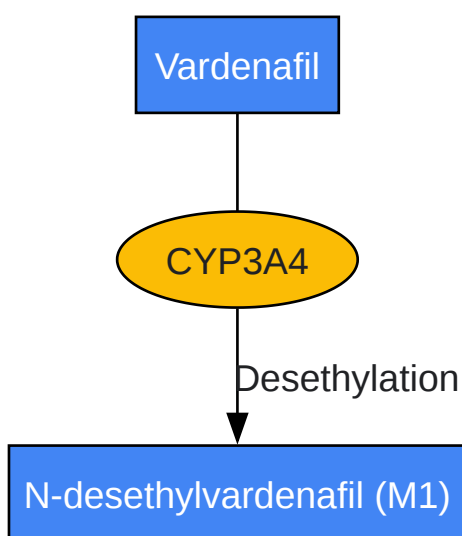 Vardenafil
CYP3A4
Desethylation
N-desethylvardenafil (M1)